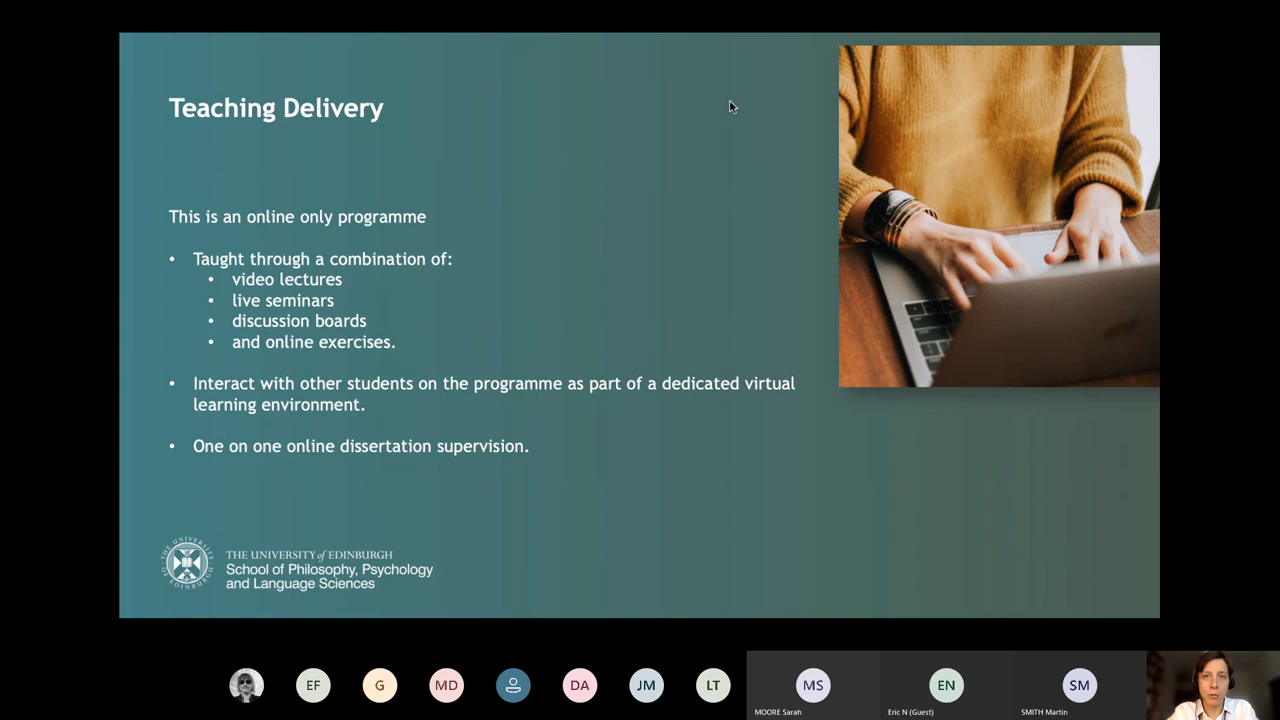 Teaching Delivery
This is an online only programme
• Taught through a combination of:
• video lectures
• live seminars
• discussion boards
• and online exercises.
• Interact with other students on the programme as part of a dedicated virtual
learning environment.
• One on one online dissertation supervision.
THE UNIVERSITY of EDINBURGH
School of Philosophy, Psychology
and Language Sciences
EF
G
MD
DA
JM
LT
MS
EN
SM
MOORE Sarah
Eric N (Guest)
SMITH Martin